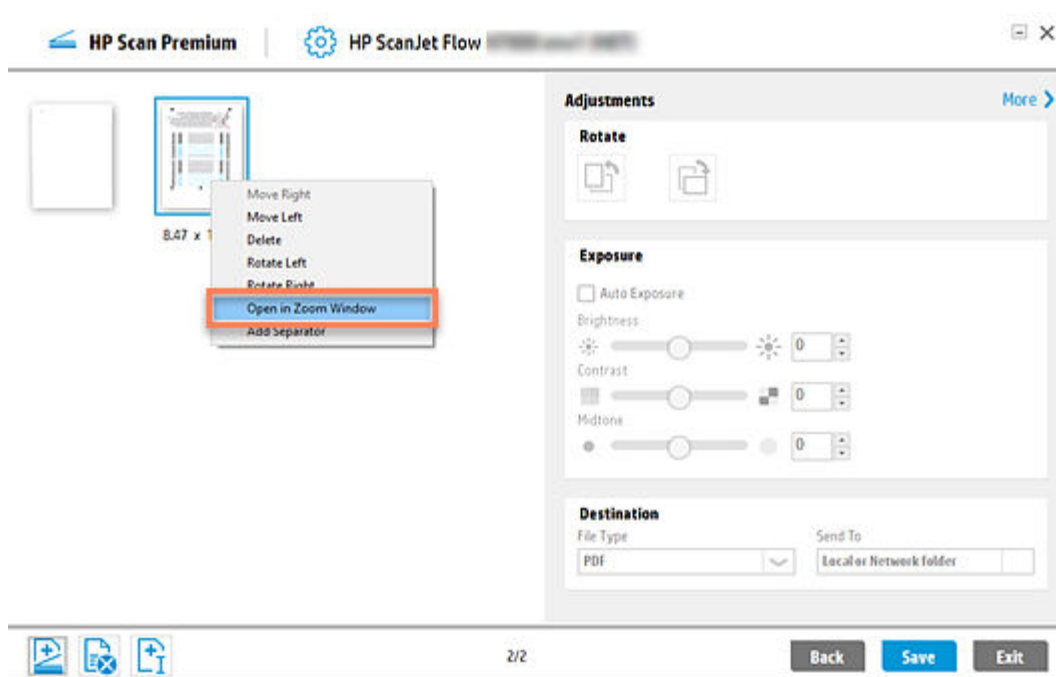 HP Scan Premium
HP ScanJet Flow
Adjustments
More
Rotate
Move Right
Move Left
8.47 x
Delete
Rotate Left
Rotate Right
Open in Zoom Window
Add Separator
Exposure
Auto Exposure
Brightness
0
Contrast
0
Midtone
0
Destination
File Type
Send To
PDF
Local or Network folder
2/2
Back
Save
Exit